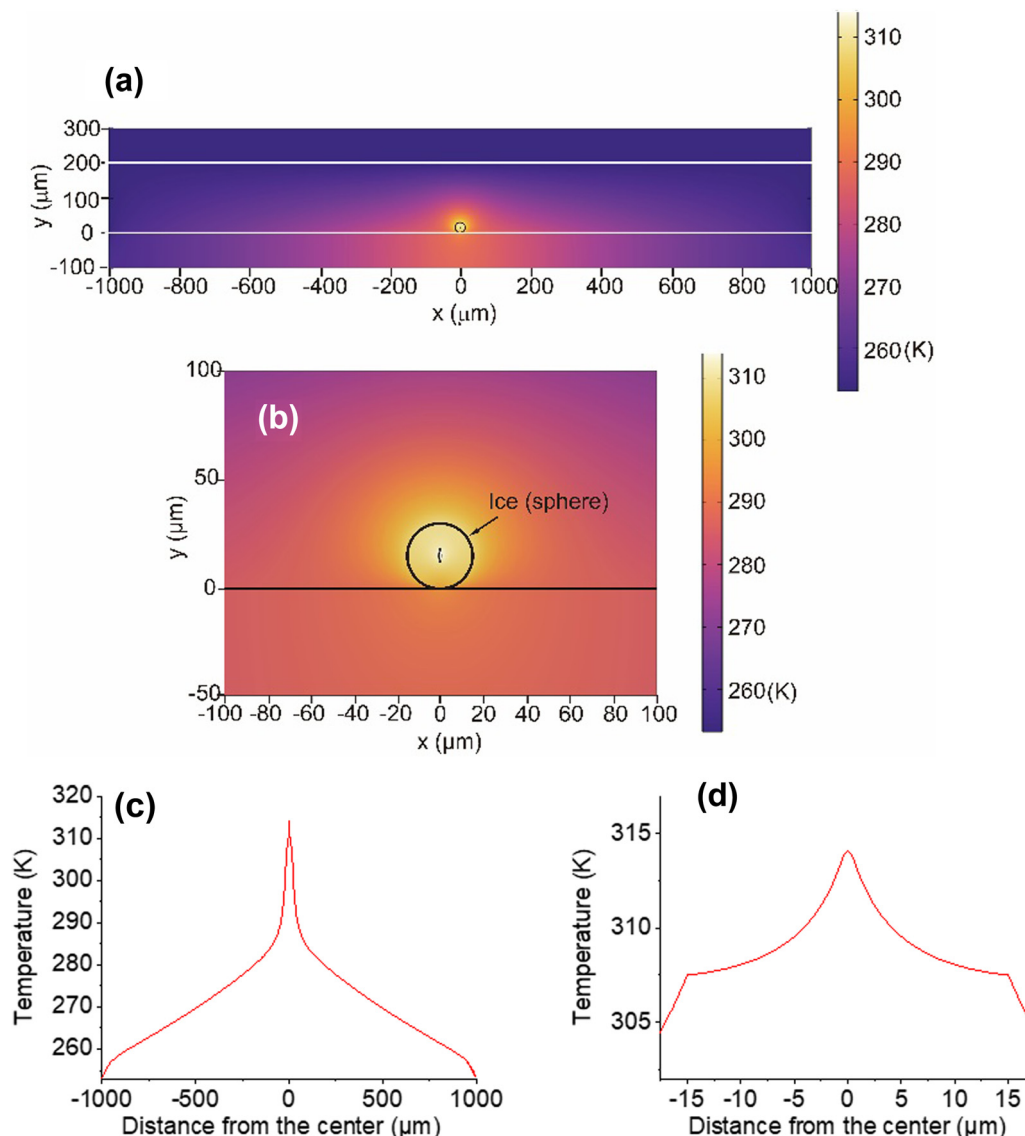 (a)
300
200
100
0
-100
y (µm)
-1000 -800 -600 -400 -200 0 200 400 600 800 1000
x (µm)
310
300
290
280
270
260(K)
(b)
100
50
0
-50
y (µm)
Ice (sphere)
-100 -80 -60 -40 -20 0 20 40 60 80 100
x (µm)
310
300
290
280
270
260(K)
(c)
320
310
300
290
280
270
260
Temperature (K)
-1000 -500 0 500 1000
Distance from the center (µm)
(d)
315
310
305
Temperature (K)
-15 -10 -5 0 5 10 15
Distance from the center (µm)